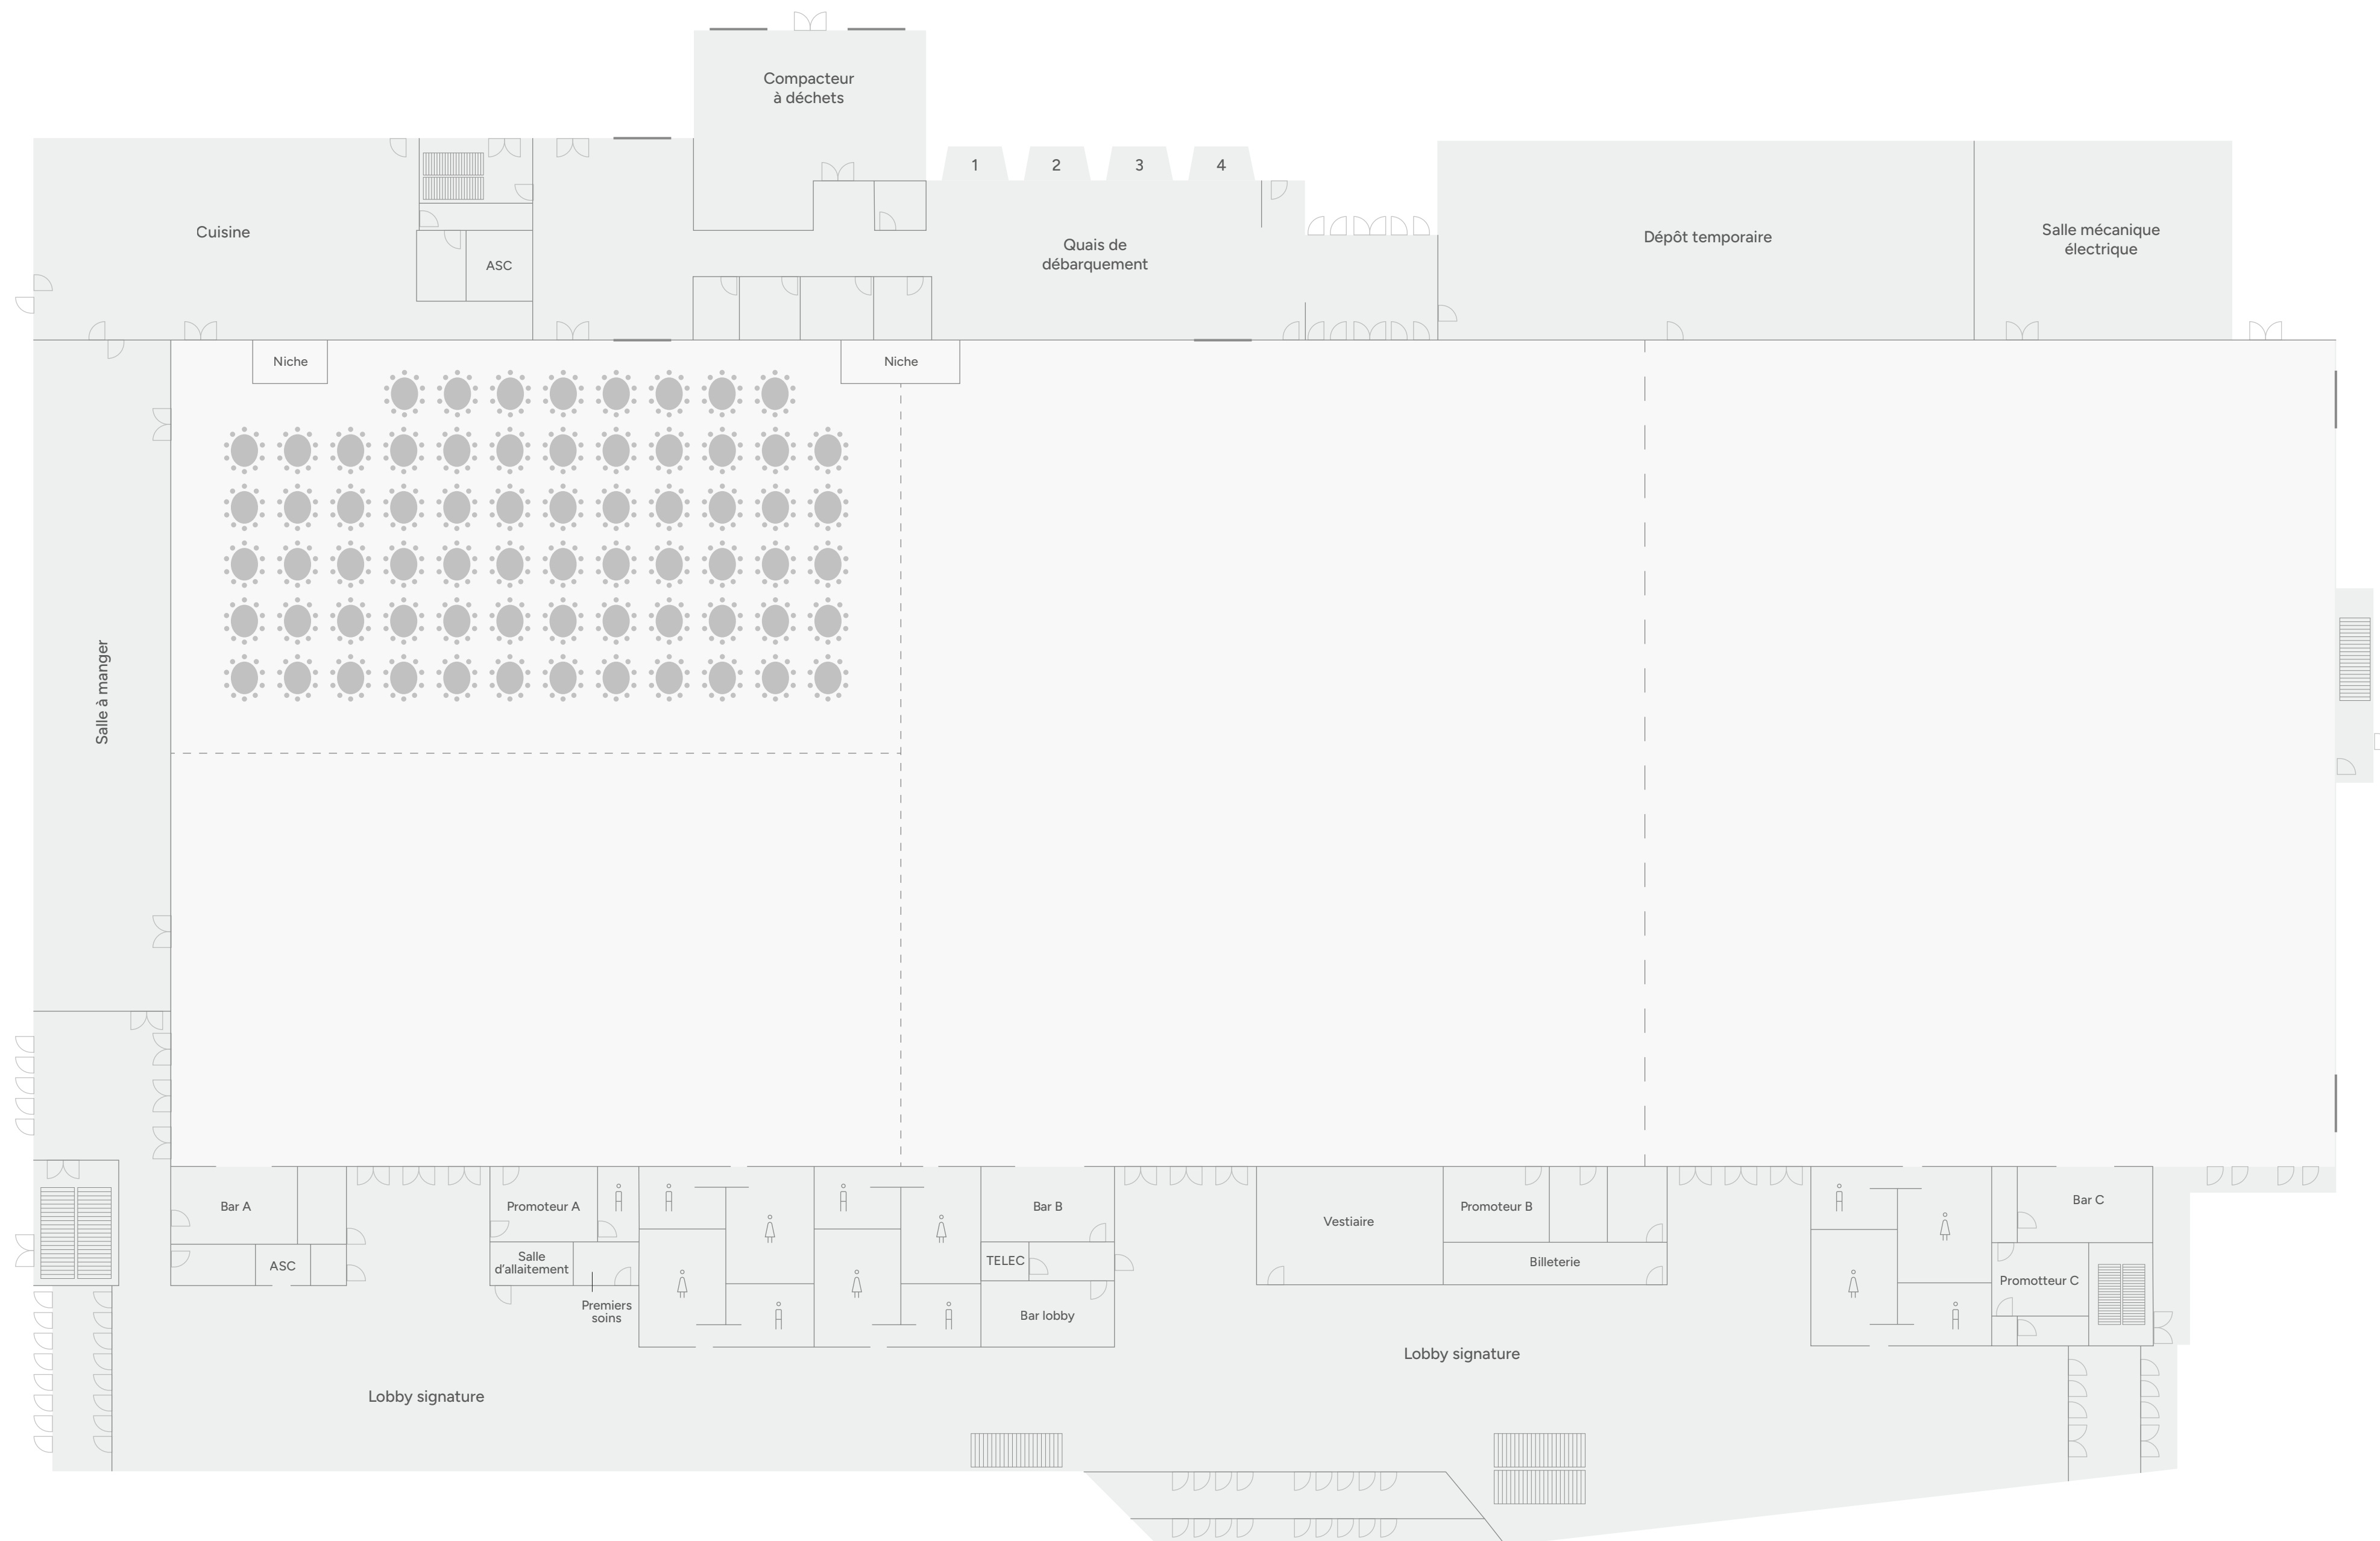 Compacteur
à déchets
1
2
3
4
Cuisine
ASC
Quais de
débarquement
Dépôt temporaire
Salle mécanique
électrique
Niche
Niche
Salle à manger
Bar A
ASC
Promoteur A
Salle
d'allaitement
Premiers
soins
Bar B
TELEC
Bar lobby
Vestiaire
Promoteur B
Billeterie
Bar C
Promotteur C
Lobby signature
Lobby signature